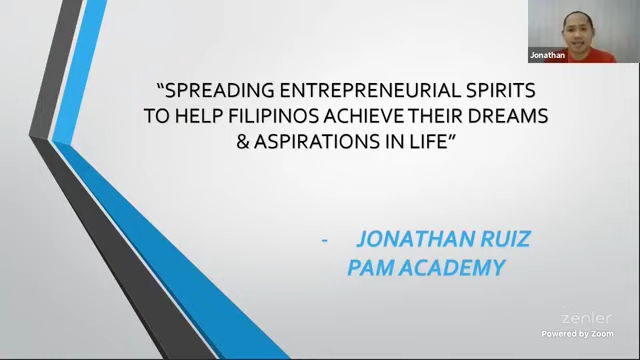 Jonathan
“SPREADING ENTREPRENEURIAL SPIRITS
TO HELP FILIPINOS ACHIEVE THEIR DREAMS
& ASPIRATIONS IN LIFE”
- JONATHAN RUIZ
PAM ACADEMY
zenler
Powered by Zoom